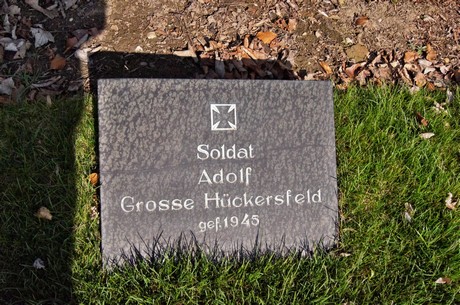 Soldat
Adolf
Grosse Hückersfeld
gef. 1945